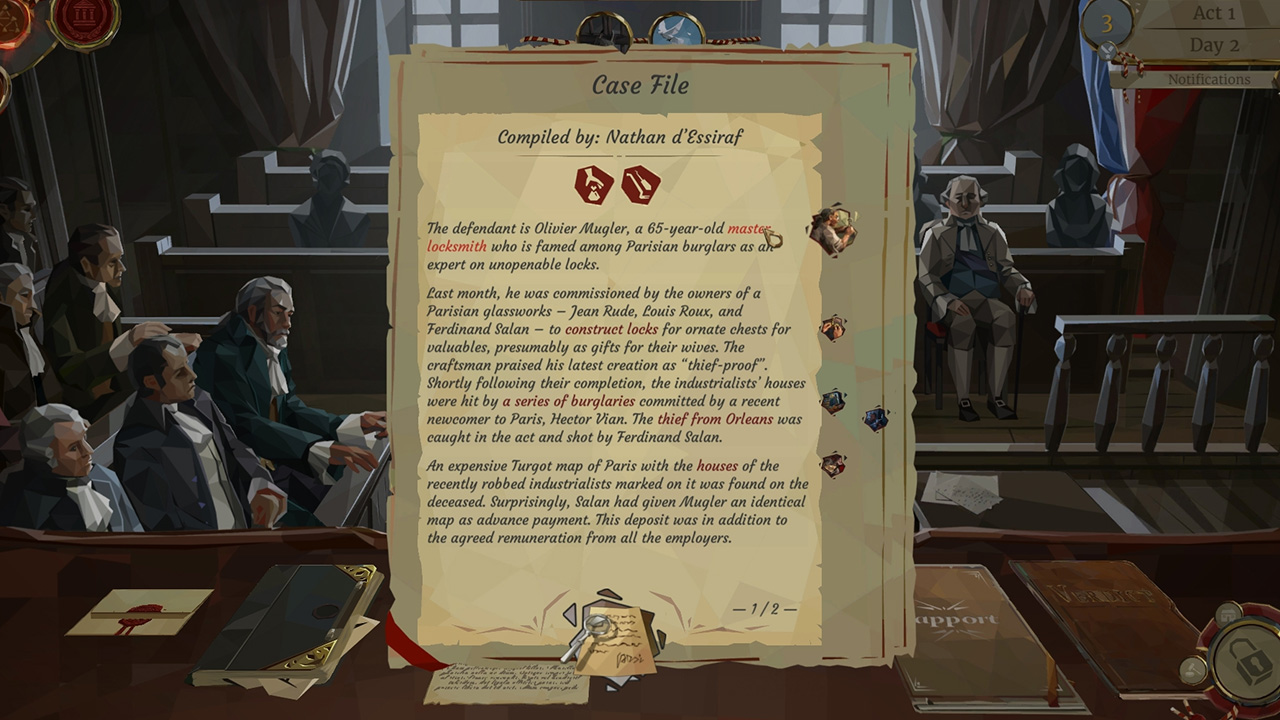 3
Act 1
Day 2
Notifications
Case File
Compiled by: Nathan d'Essiraf
The defendant is Olivier Mugler, a 65-year-old maste
locksmith who is famed among Parisian burglars as an
expert on unopenable locks.
Last month, he was commissioned by the owners of a
Parisian glassworks – Jean Rude, Louis Roux, and
Ferdinand Salan – to construct locks for ornate chests for
valuables, presumably as gifts for their wives. The
craftsman praised his latest creation as “thief-proof”.
Shortly following their completion, the industrialists' houses
were hit by a series of burglaries committed by a recent
newcomer to Paris, Hector Vian. The thief from Orleans was
caught in the act and shot by Ferdinand Salan.
An expensive Turgot map of Paris with the houses of the
recently robbed industrialists marked on it was found on the
deceased. Surprisingly, Salan had given Mugler an identical
map as advance payment. This deposit was in addition to
the agreed remuneration from all the employers.
— 1 / 2 —
apport